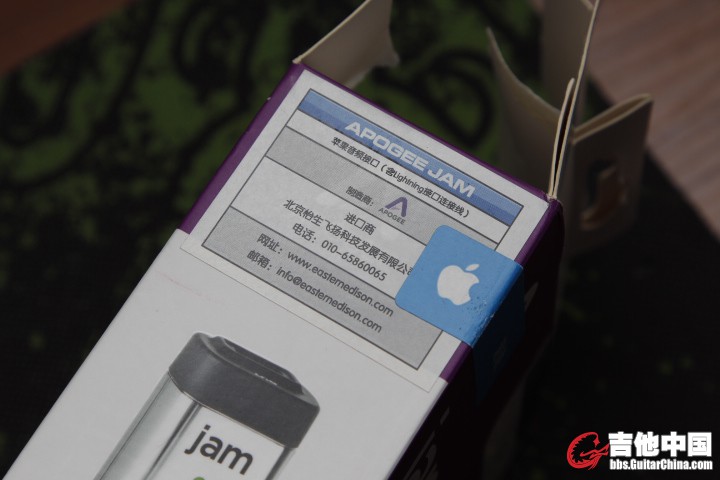 APOGEE JAM
苹果音频接口（含Lightning接口连接线）
制造商：
APOGEE
进口商
北京怡生飞扬科技发展有限公
电话：010-65860065
网址：www.easternedison.com
邮箱：info@easternedison.com
jam
吉他中国
bbs.GuitarChina.com